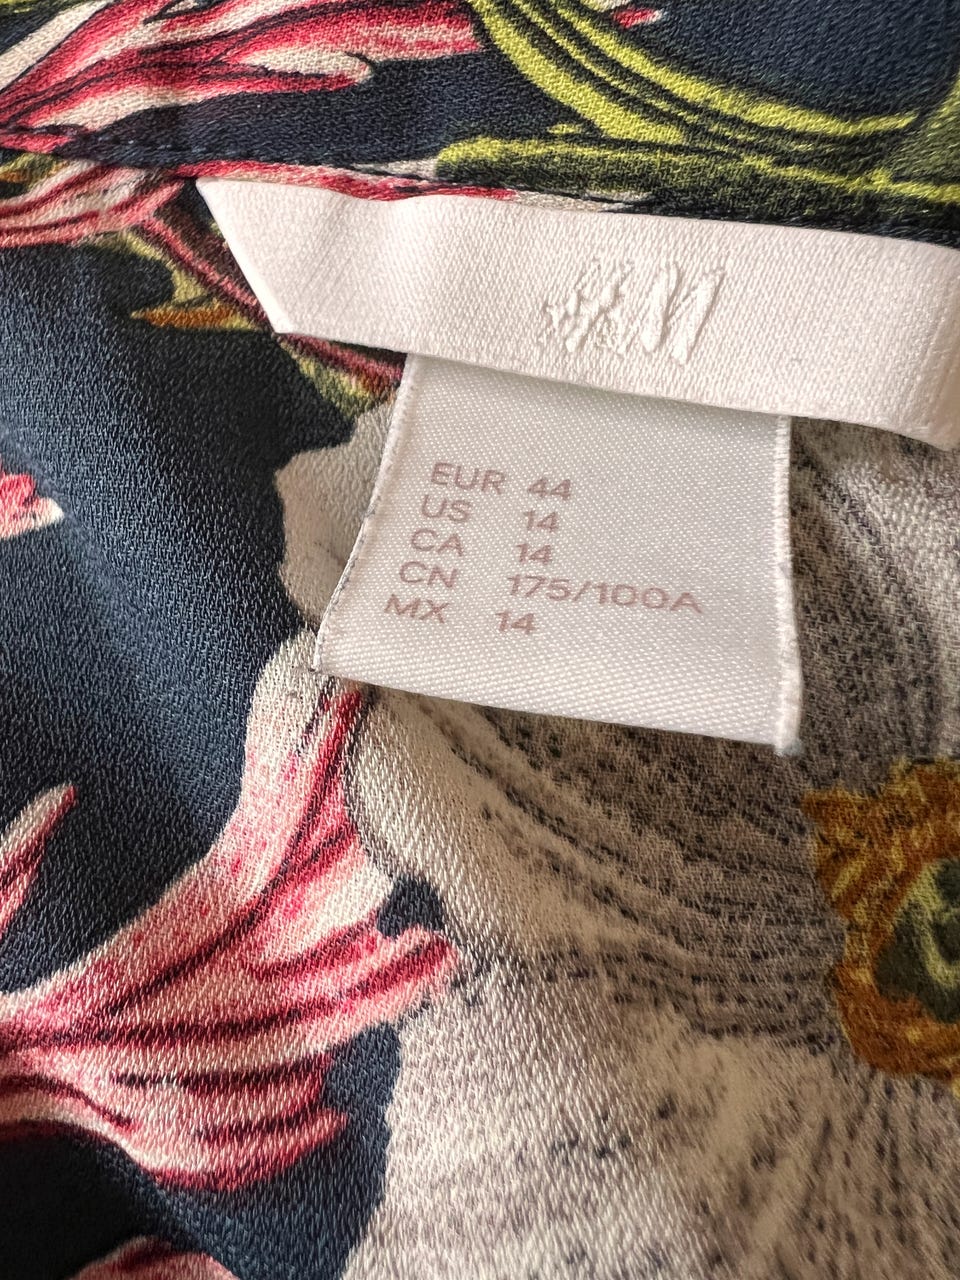 H&M
EUR 44
US 14
CA 14
CN 175/100A
MX 14